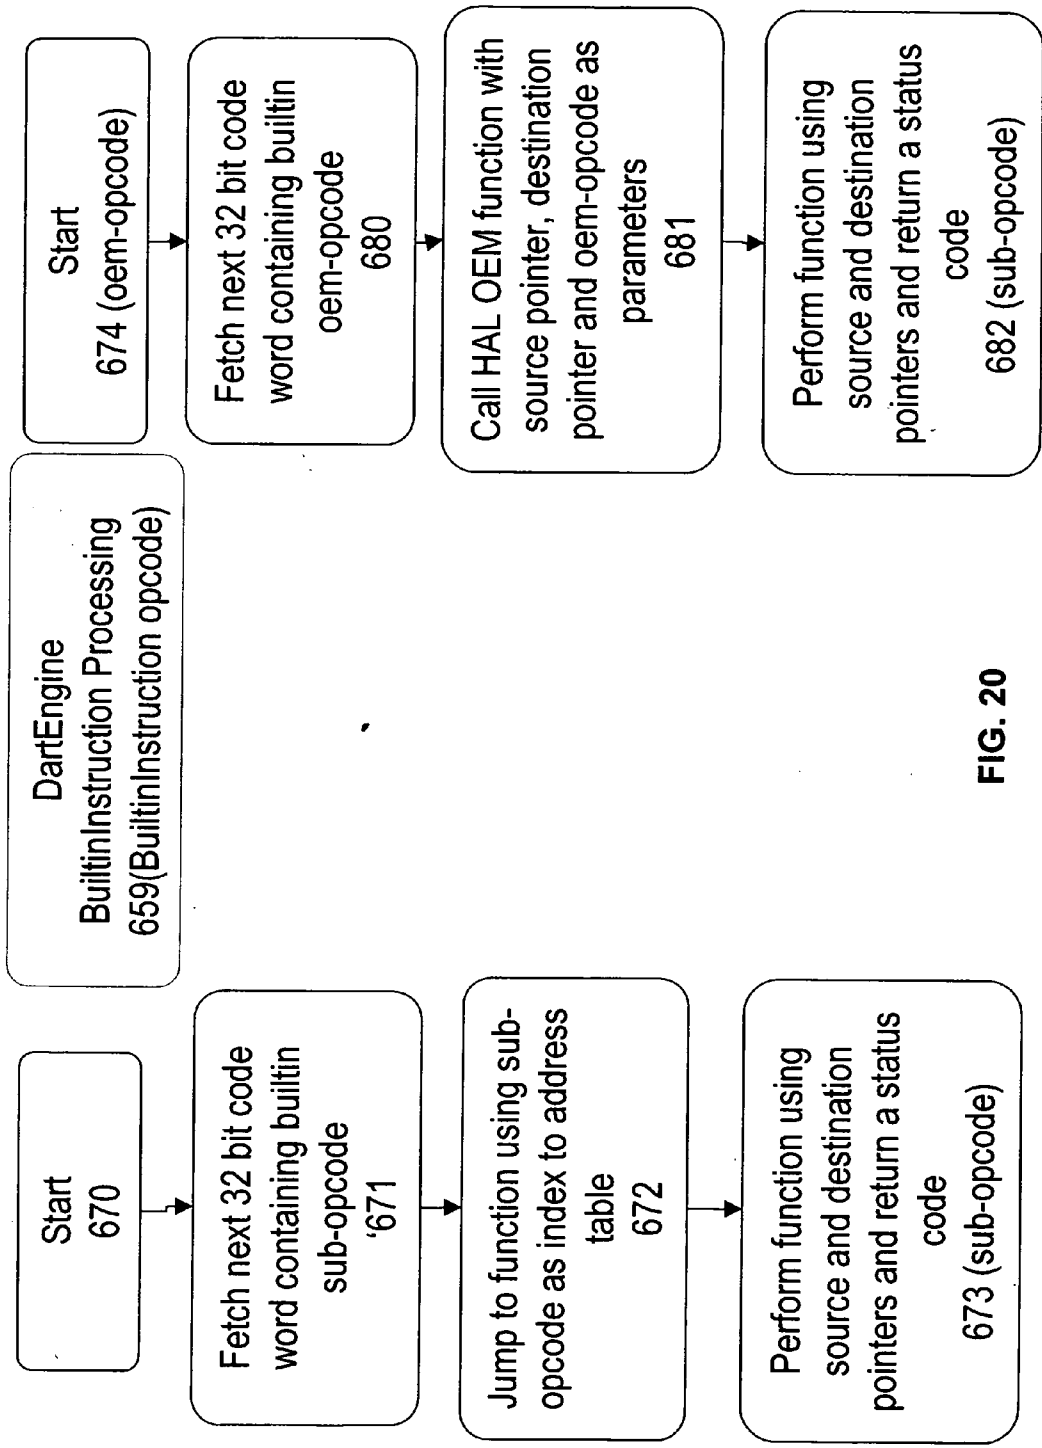 DartEngine
BuiltinInstruction Processing
659(BuiltinInstruction opcode)
Start
670
Fetch next 32 bit code
word containing builtin
sub-opcode
‘671
Jump to function using sub-
opcode as index to address
table
672
Perform function using
source and destination
pointers and return a status
code
673 (sub-opcode)
Start
674 (oem-opcode)
Fetch next 32 bit code
word containing builtin
oem-opcode
680
Call HAL OEM function with
source pointer, destination
pointer and oem-opcode as
parameters
681
Perform function using
source and destination
pointers and return a status
code
682 (sub-opcode)
FIG. 20